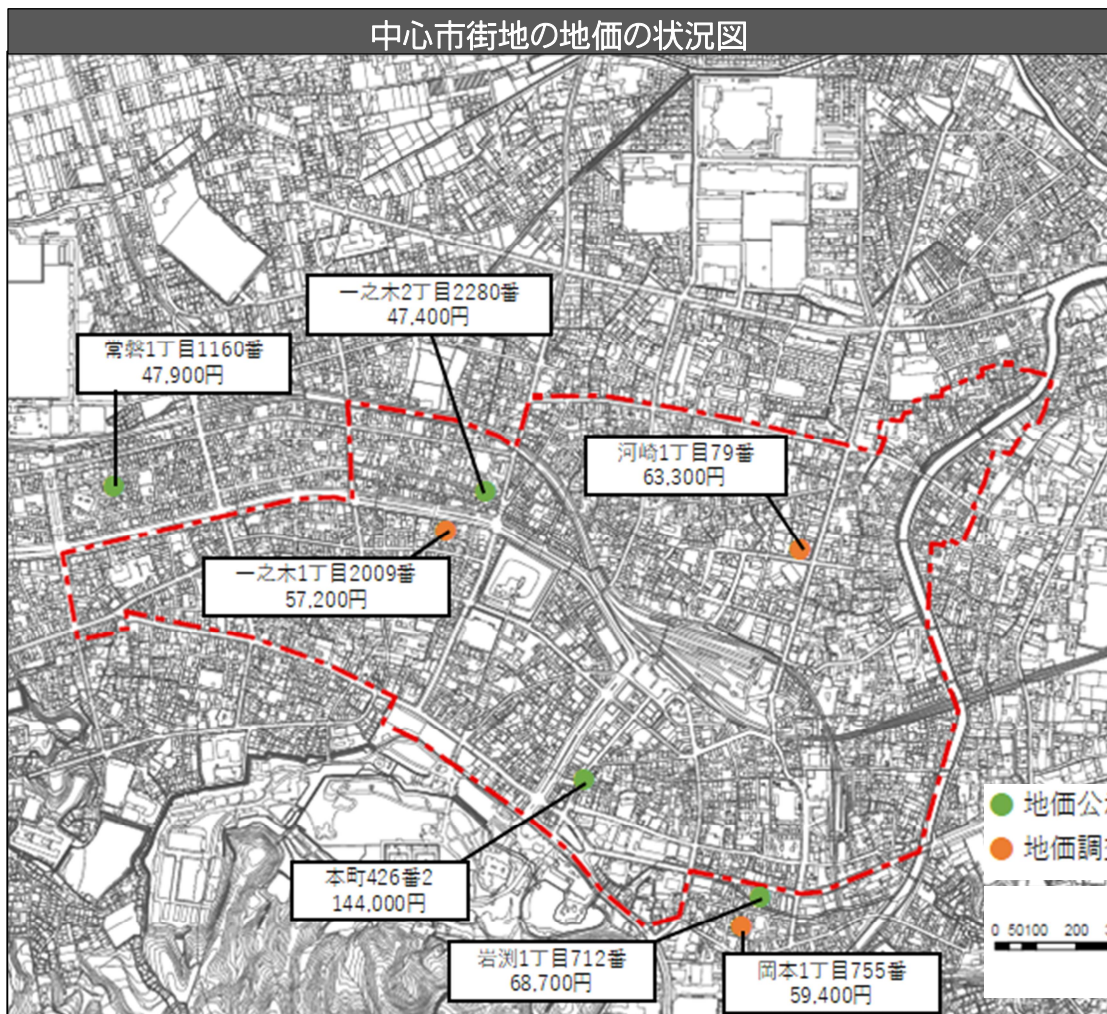 中心市街地の地価の状況図
一之木2丁目2280番
47,400円
常磐1丁目1160番
47,900円
河崎1丁目79番
63,300円
一之木1丁目2009番
57,200円
本町426番2
144,000円
岩渕1丁目712番
68,700円
岡本1丁目755番
59,400円
地価公
地価調
0 50100 200